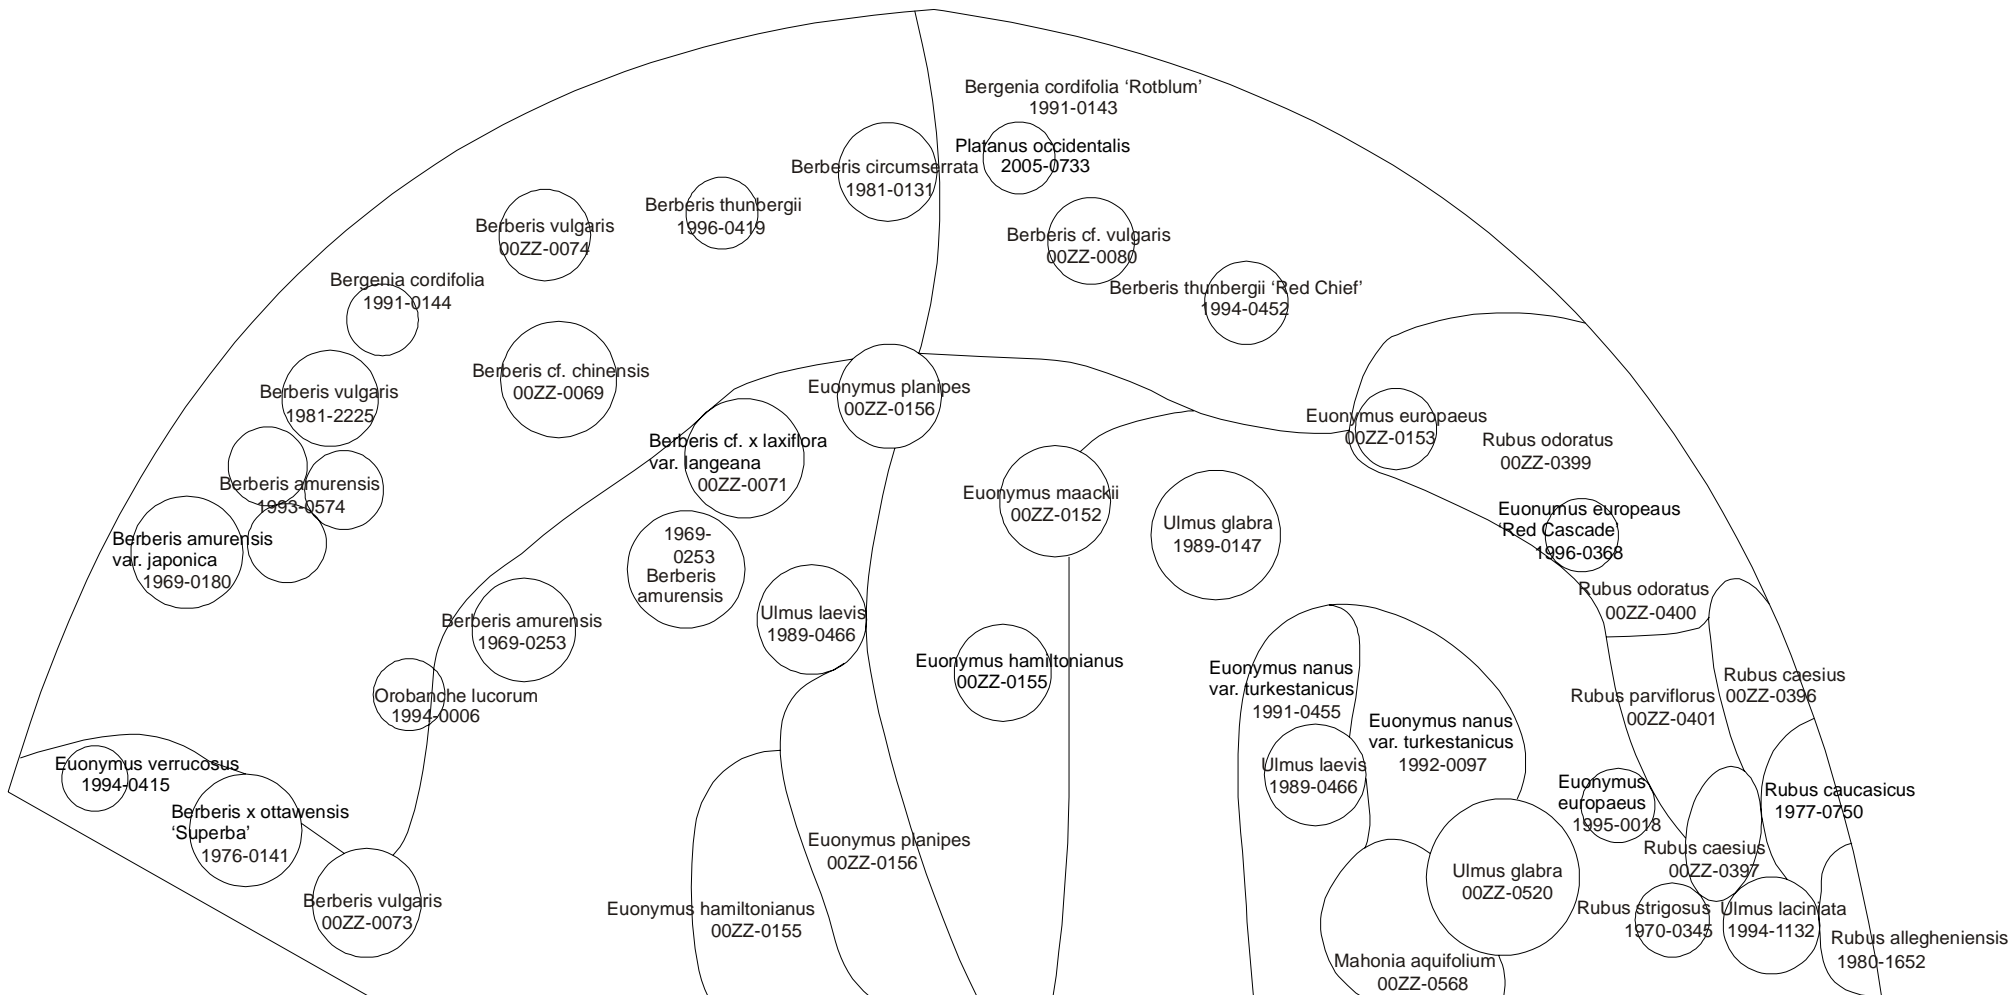 Bergenia cordifolia ‘Rotblum’
1991-0143
Platanus occidentalis
2005-0733
Berberis circumserrata
1981-0131
Berberis thunbergii
1996-0419
Berberis vulgaris
00ZZ-0074
Berberis cf. vulgaris
00ZZ-0080
Bergenia cordifolia
1991-0144
Berberis thunbergii ‘Red Chief’
1994-0452
Berberis cf. chinensis
00ZZ-0069
Berberis vulgaris
1981-2225
Euonymus planipes
00ZZ-0156
Euonymus europaeus
00ZZ-0153
Rubus odoratus
00ZZ-0399
Berberis cf. x laxiflora
var. langeana
00ZZ-0071
Berberis amurensis
1993-0574
Euonymus maackii
00ZZ-0152
Ulmus glabra
1989-0147
Euonumus europeaus
‘Red Cascade’
1996-0368
Berberis amurensis
var. japonica
1969-0180
1969-
0253
Berberis
amurensis
Rubus odoratus
00ZZ-0400
Ulmus laevis
1989-0466
Berberis amurensis
1969-0253
Euonymus hamiltonianus
00ZZ-0155
Euonymus nanus
var. turkestanicus
1991-0455
Rubus caesius
00ZZ-0396
Rubus parviflorus
00ZZ-0401
Orobanche lucorum
1994-0006
Euonymus nanus
var. turkestanicus
1992-0097
Euonymus verrucosus
1994-0415
Ulmus laevis
1989-0466
Euonymus
europaeus
1995-0018
Rubus caucasicus
1977-0750
Berberis x ottawensis
‘Superba’
1976-0141
Euonymus planipes
00ZZ-0156
Rubus caesius
00ZZ-0397
Ulmus glabra
00ZZ-0520
Berberis vulgaris
00ZZ-0073
Euonymus hamiltonianus
00ZZ-0155
Rubus strigosus
1970-0345
Ulmus laciniata
1994-1132
Rubus allegheniensis
1980-1652
Mahonia aquifolium
00ZZ-0568